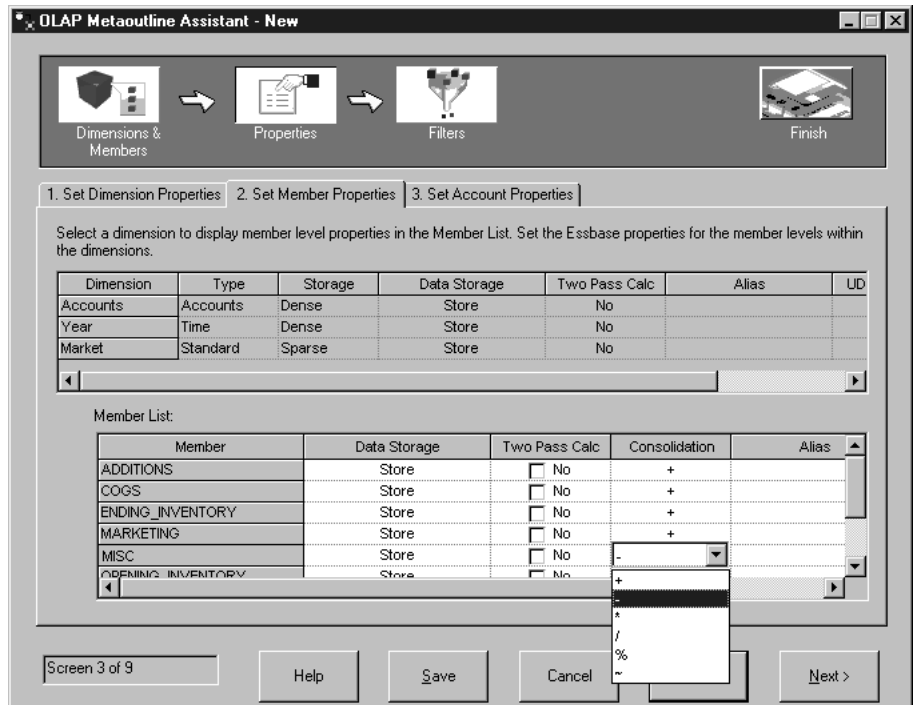 OLAP Metaoutline Assistant - New
Dimensions & Members
Properties
Filters
Finish
1. Set Dimension Properties 2. Set Member Properties 3. Set Account Properties
Select a dimension to display member level properties in the Member List. Set the Essbase properties for the member levels within
the dimensions.
Dimension Type Storage Data Storage Two Pass Calc Alias UD
Accounts Accounts Dense Store No
Year Time Dense Store No
Market Standard Sparse Store No
Member List:
Member Data Storage Two Pass Calc Consolidation Alias
ADDITIONS Store No +
COGS Store No +
ENDING_INVENTORY Store No +
MARKETING Store No +
MISC Store No -
OPENING_INVENTORY Store No
+
-
*
/
%
~
Screen 3 of 9 Help Save Cancel Next >